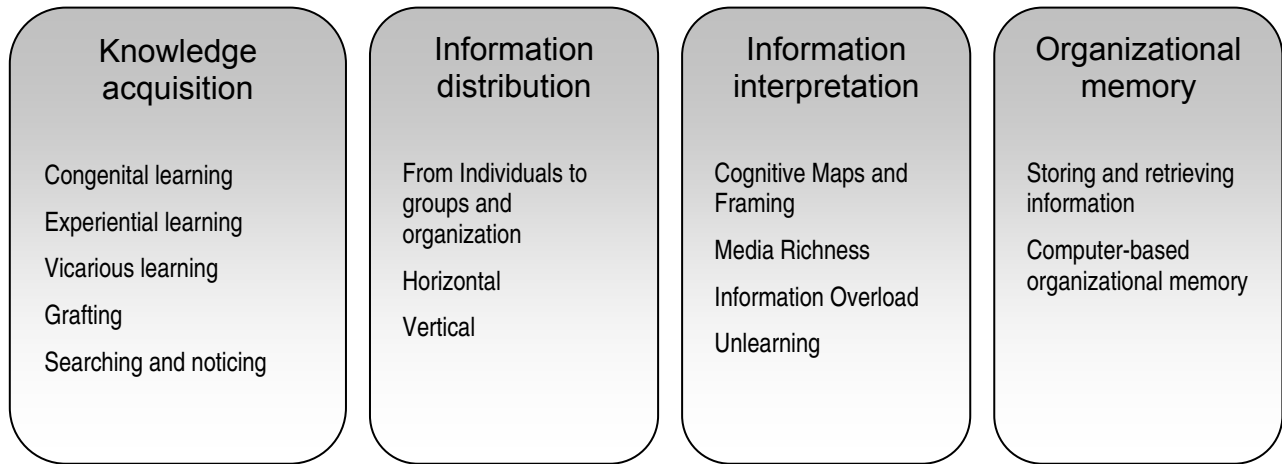 Knowledge
acquisition
Congenital learning
Experiential learning
Vicarious learning
Grafting
Searching and noticing
Information
distribution
From Individuals to
groups and
organization
Horizontal
Vertical
Information
interpretation
Cognitive Maps and
Framing
Media Richness
Information Overload
Unlearning
Organizational
memory
Storing and retrieving
information
Computer-based
organizational memory